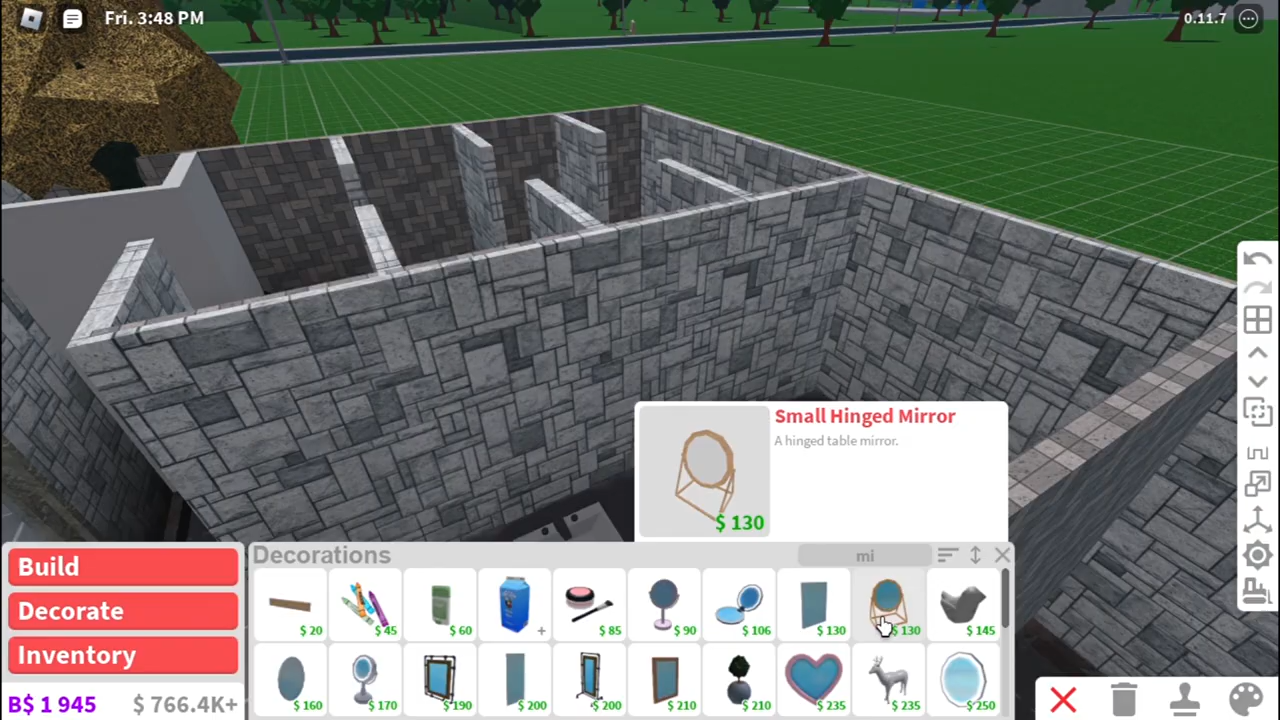 Fri. 3:48 PM
0.11.7
Small Hinged Mirror
A hinged table mirror.
$ 130
Build
Decorate
Inventory
B$ 1 945
$ 766.4K+
Decorations
mi
$ 20
$ 45
$ 60
+
$ 85
$ 90
$ 106
$ 130
$ 130
$ 145
$ 160
$ 170
$ 190
$ 200
$ 200
$ 210
$ 210
$ 235
$ 235
$ 250